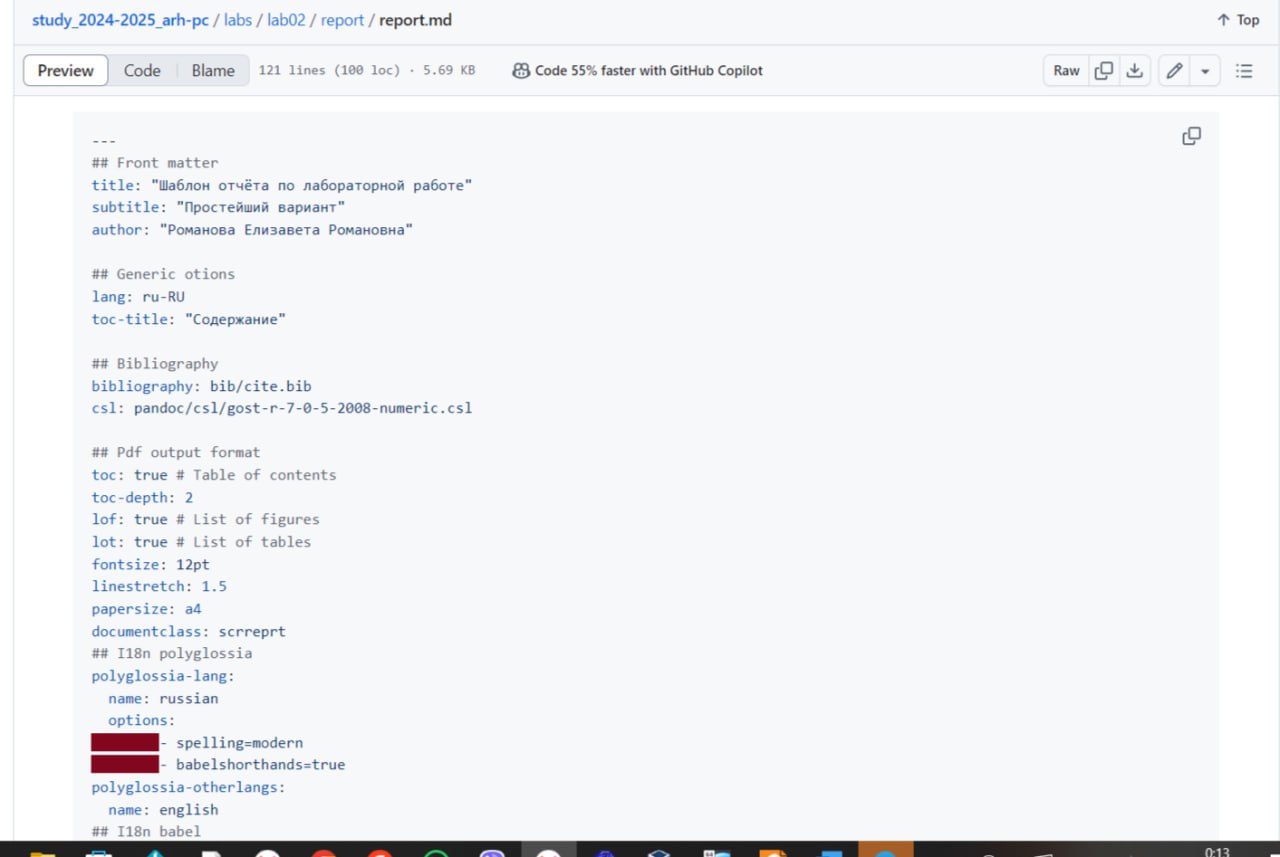 study_2024-2025_arh-pc / labs / lab02 / report / report.md
Top
Preview Code Blame 121 lines (100 loc) · 5.69 KB Code 55% faster with GitHub Copilot Raw
---
## Front matter
title: "Шаблон отчёта по лабораторной работе"
subtitle: "Простейший вариант"
author: "Романова Елизавета Романовна"
## Generic otions
lang: ru-RU
toc-title: "Содержание"
## Bibliography
bibliography: bib/cite.bib
csl: pandoc/csl/gost-r-7-0-5-2008-numeric.csl
## Pdf output format
toc: true # Table of contents
toc-depth: 2
lof: true # List of figures
lot: true # List of tables
fontsize: 12pt
linestretch: 1.5
papersize: a4
documentclass: scrreprt
## I18n polyglossia
polyglossia-lang:
  name: russian
  options:
- spelling=modern
- babelshorthands=true
polyglossia-otherlangs:
  name: english
## I18n babel
0:13